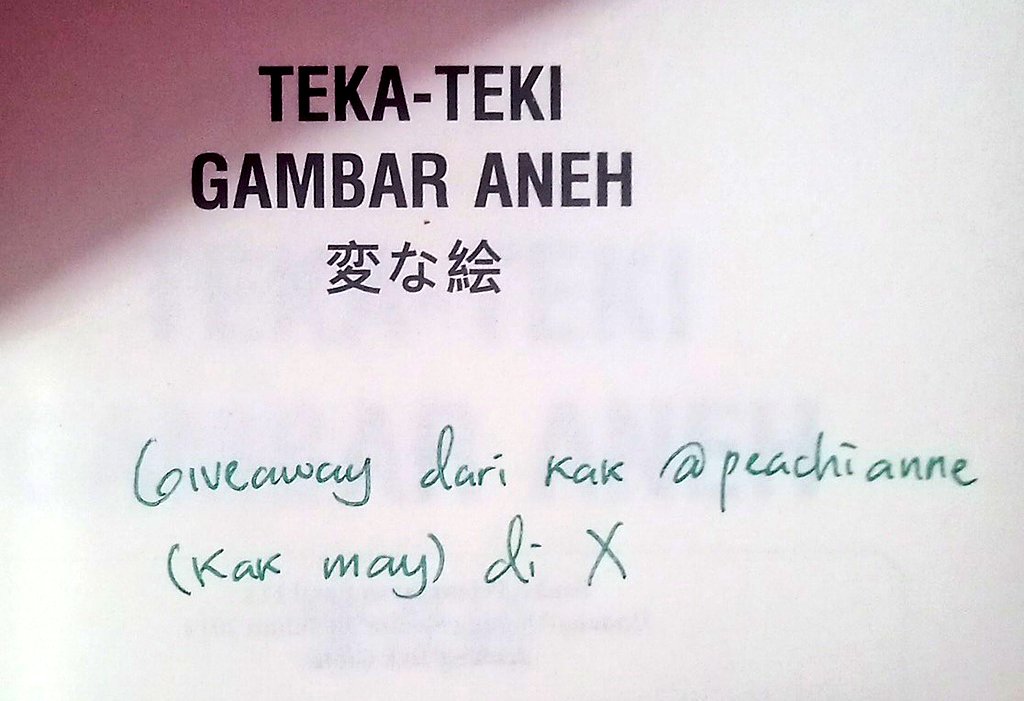 TEKA-TEKI
GAMBAR ANEH
変な絵
Giveaway dari kak @peachianne
(kak may) di X